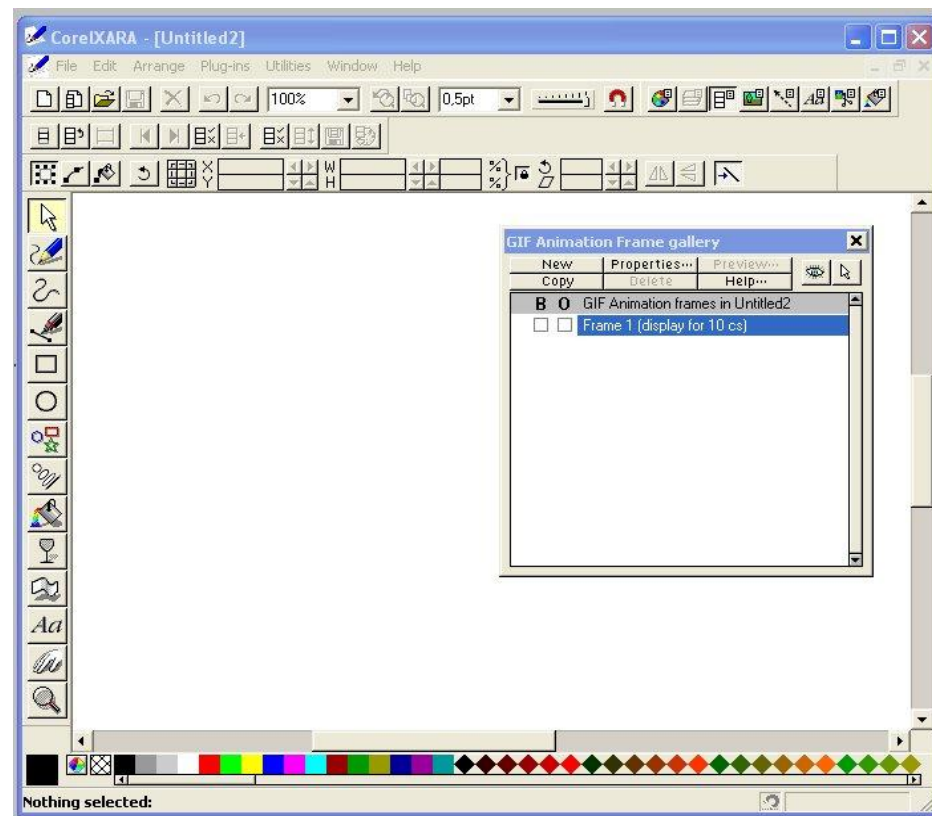 CorelXARA - [Untitled2]
File Edit Arrange Plug-ins Utilities Window Help
100% 0,5pt
X W % 
Y H %
GIF Animation Frame gallery
New Properties... Preview...
Copy Delete Help...
B O GIF Animation frames in Untitled2
Frame 1 (display for 10 cs)
Aa
Nothing selected: